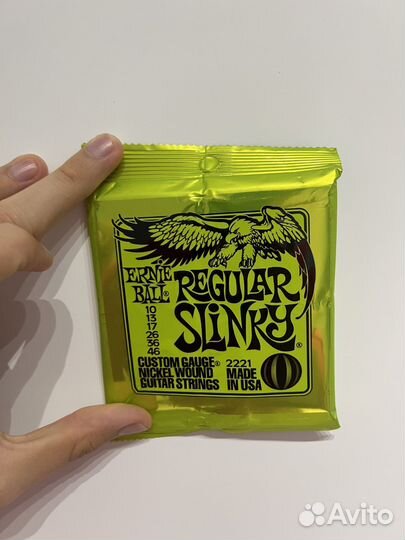 ERNIE
BALL®
REGULAR
SLINKY®
10
13
17
26
36
46
CUSTOM GAUGE® 2221
NICKEL WOUND MADE
GUITAR STRINGS IN USA
Avito